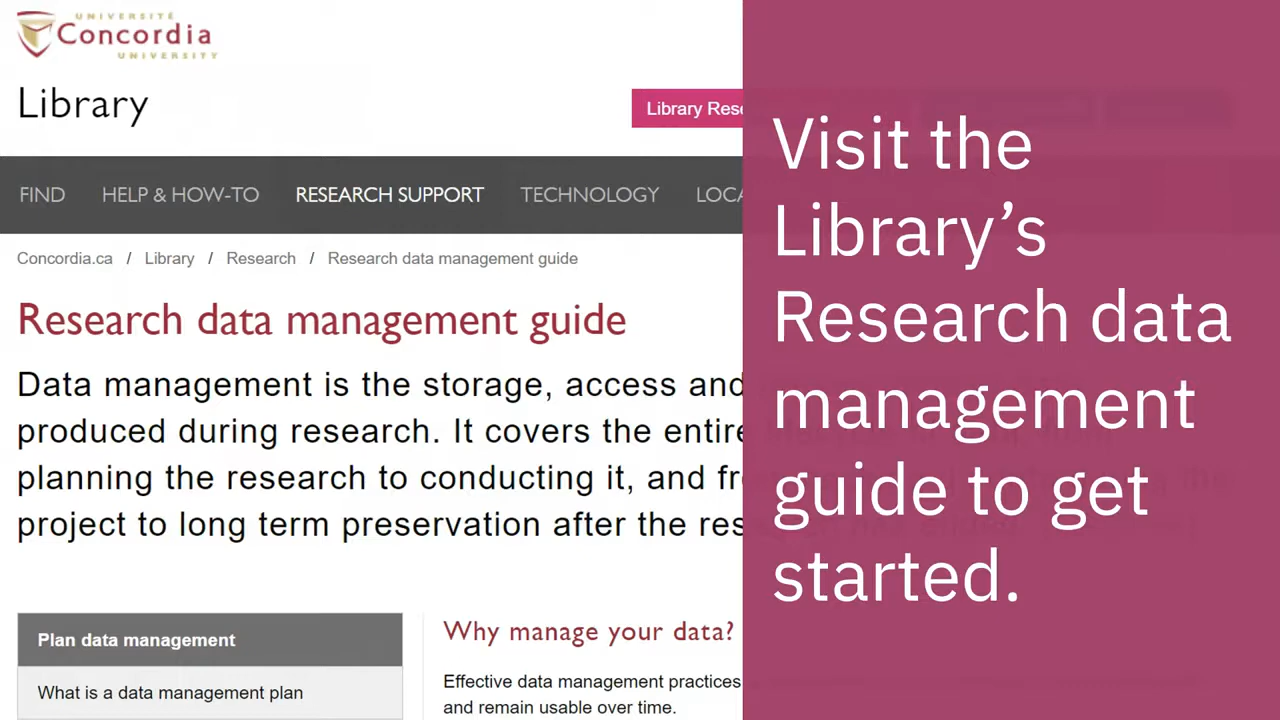 UNIVERSITÉ
Concordia
UNIVERSITY
Library
Library
FIND HELP & HOW-TO RESEARCH SUPPORT TECHNOLOGY
Concordia.ca / Library / Research / Research data management guide
Research data management guide
Data management is the storage, access and
produced during research. It covers the entire
planning the research to conducting it, and
project to long term preservation after the
Plan data management
What is a data management plan
Why manage your data?
Effective data management practices
and remain usable over time.
Visit the
Library's
Research data
management
guide to get
started.